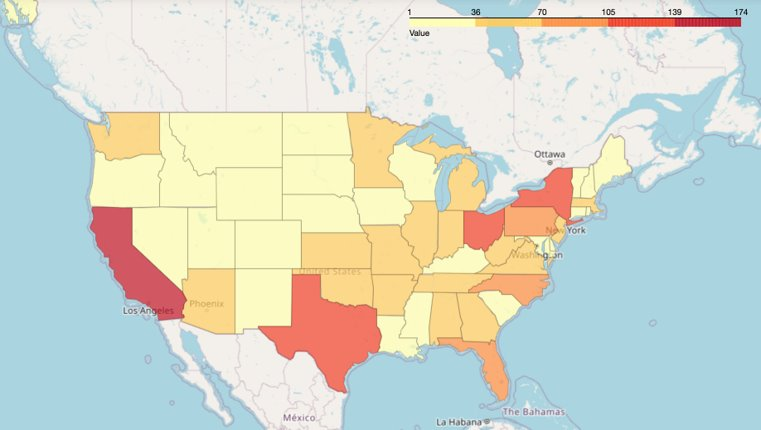 1 36 70 105 139 174
Value
Ottawa
New York
Washington
United States
Phoenix
Los Angeles
México
The Bahamas
La Habana